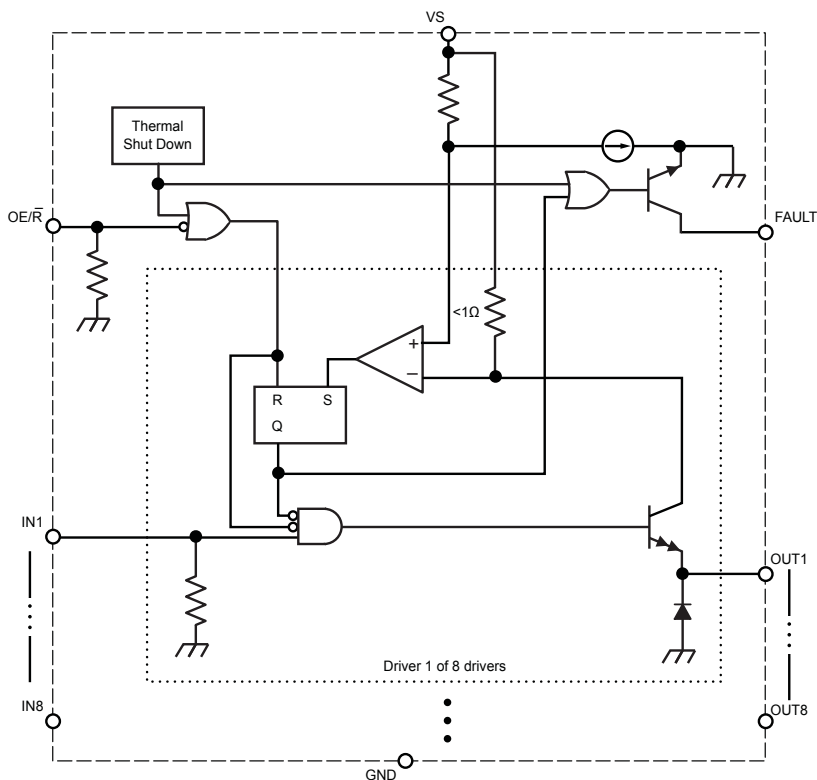 VS
Thermal
Shut Down
OE/R̅
FAULT
<1Ω
+
−
R S
Q
IN1
OUT1
Driver 1 of 8 drivers
IN8
OUT8
GND